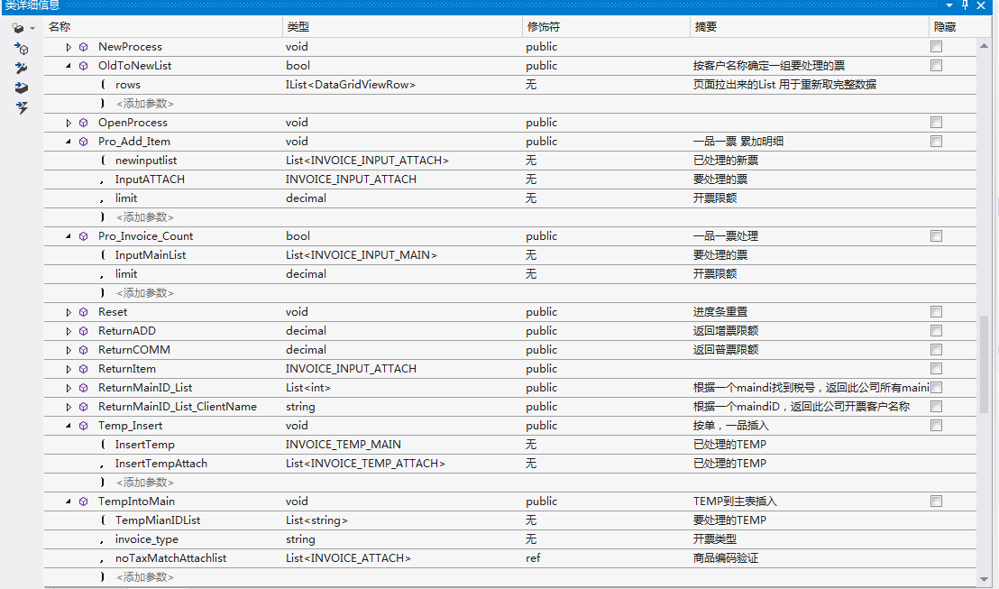 类详细信息
名称 类型 修饰符 摘要 隐藏
NewProcess void public
OldToNewList bool public 按客户名称确定一组要处理的票
( rows IList<DataGridViewRow> 无 页面拉出来的List 用于重新取完整数据
) <添加参数>
OpenProcess void public
Pro_Add_Item void public 一品一票 累加明细
( newinputlist List<INVOICE_INPUT_ATTACH> 无 已处理的新票
, InputATTACH INVOICE_INPUT_ATTACH 无 要处理的票
, limit decimal 无 开票限额
) <添加参数>
Pro_Invoice_Count bool public 一品一票处理
( InputMainList List<INVOICE_INPUT_MAIN> 无 要处理的票
, limit decimal 无 开票限额
) <添加参数>
Reset void public 进度条重置
ReturnADD decimal public 返回增票限额
ReturnCOMM decimal public 返回普票限额
ReturnItem INVOICE_INPUT_ATTACH public
ReturnMainID_List List<int> public 根据一个maindi找到税号，返回此公司所有maini
ReturnMainID_List_ClientName string public 根据一个maindiD，返回此公司开票客户名称
Temp_Insert void public 按单，一品插入
( InsertTemp INVOICE_TEMP_MAIN 无 已处理的TEMP
, InsertTempAttach List<INVOICE_TEMP_ATTACH> 无 已处理的TEMP
) <添加参数>
TempIntoMain void public TEMP到主表插入
( TempMianIDList List<string> 无 要处理的TEMP
, invoice_type string 无 开票类型
, noTaxMatchAttachlist List<INVOICE_ATTACH> ref 商品编码验证
) <添加参数>